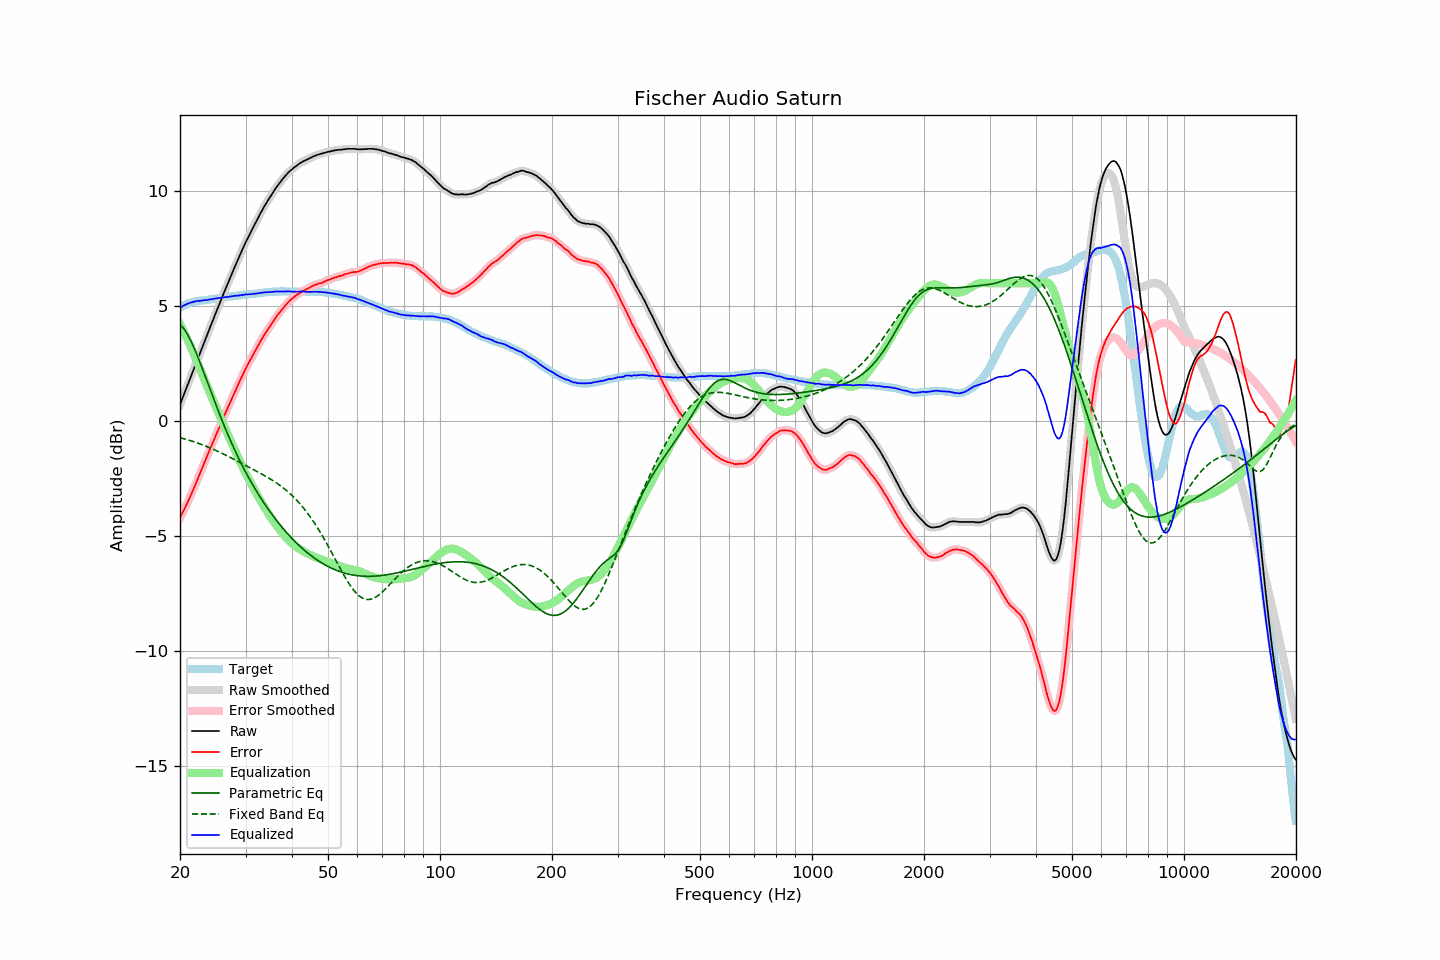 Fischer Audio Saturn
Amplitude (dBr)
10
5
0
−5
−10
−15
Target
Raw Smoothed
Error Smoothed
Raw
Error
Equalization
Parametric Eq
Fixed Band Eq
Equalized
20 50 100 200 500 1000 2000 5000 10000 20000
Frequency (Hz)